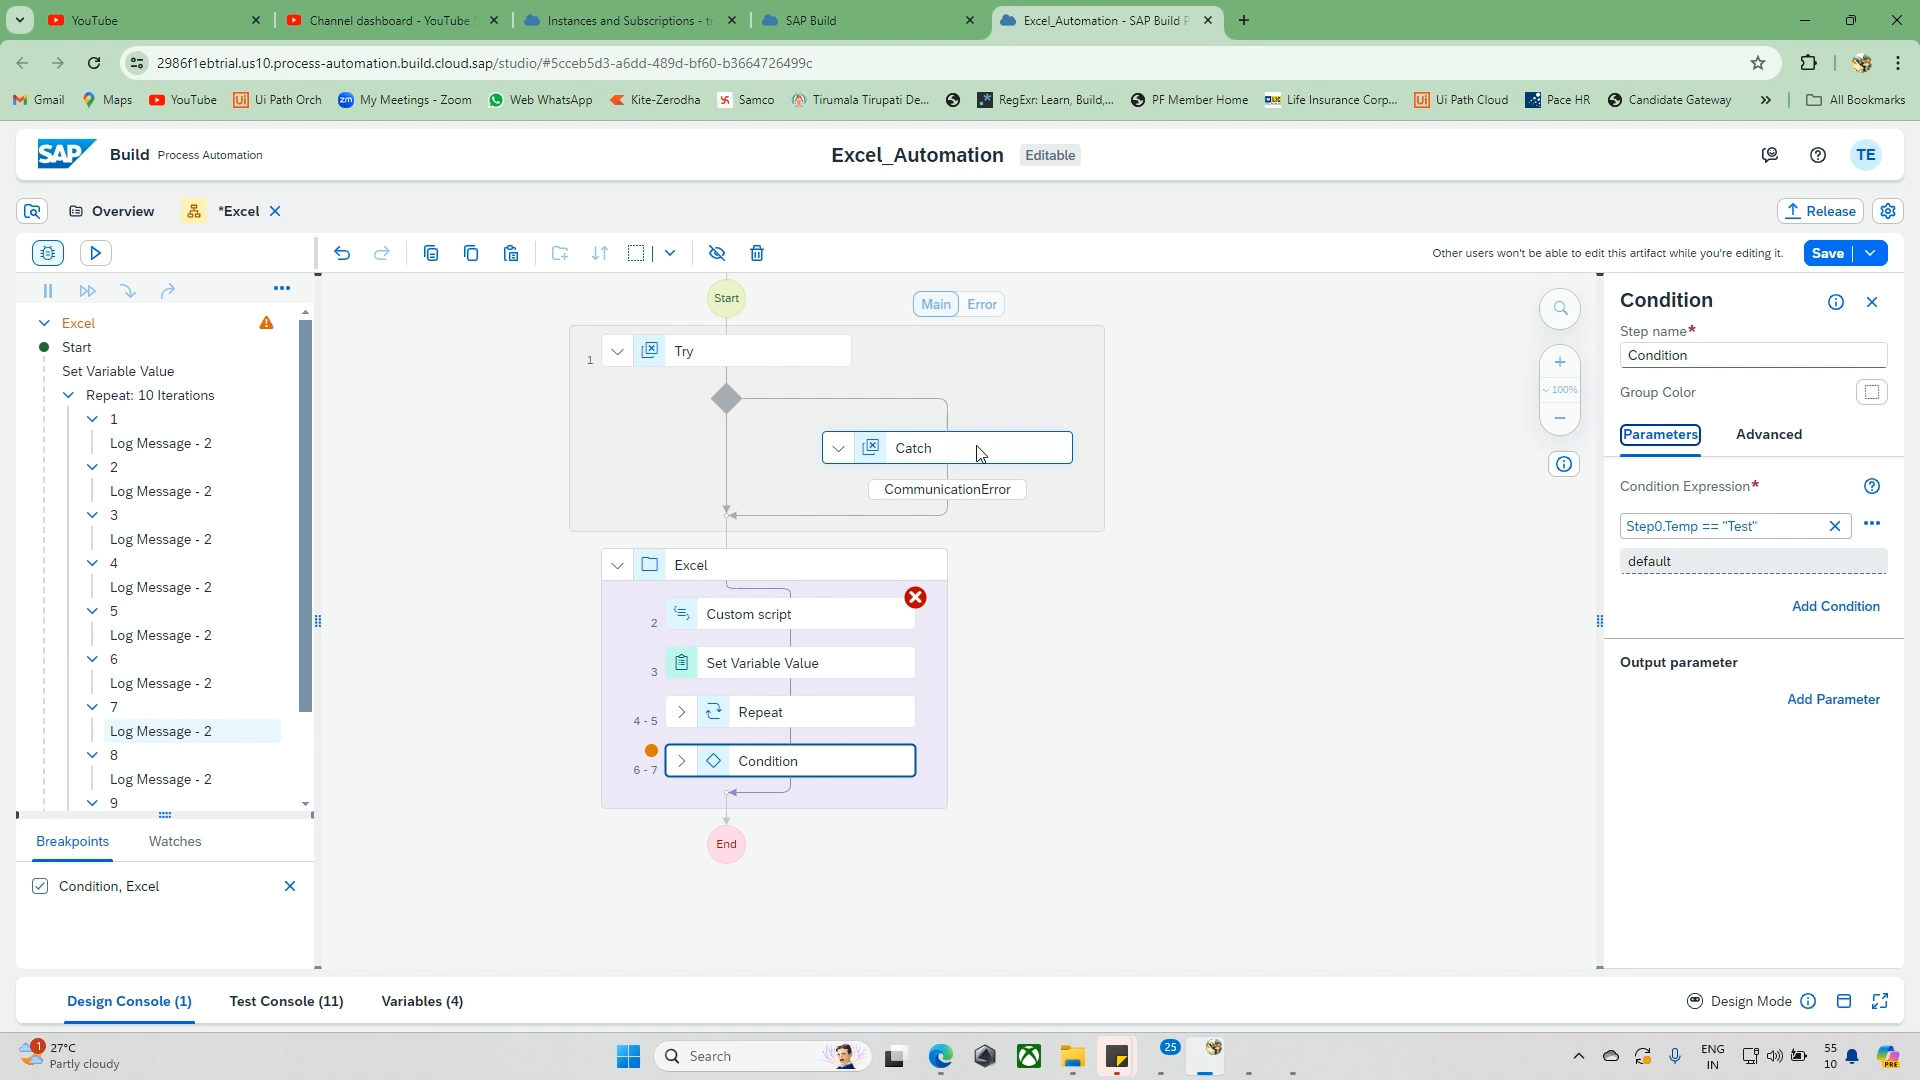 YouTube
Channel dashboard - YouTube S
Instances and Subscriptions - tr
SAP Build
Excel_Automation - SAP Build P
2986f1ebtrial.us10.process-automation.build.cloud.sap/studio/#5cceb5d3-a6dd-489d-bf60-b3664726499c
Gmail
Maps
YouTube
Ui Path Orch
My Meetings - Zoom
Web WhatsApp
Kite-Zerodha
Samco
Tirumala Tirupati De...
RegExr: Learn, Build,...
PF Member Home
Life Insurance Corp...
Ui Path Cloud
Pace HR
Candidate Gateway
All Bookmarks
SAP
Build Process Automation
Excel_Automation Editable
TE
Overview
*Excel
Release
Other users won't be able to edit this artifact while you're editing it.
Save
Excel
Start
Set Variable Value
Repeat: 10 Iterations
1
Log Message - 2
2
Log Message - 2
3
Log Message - 2
4
Log Message - 2
5
Log Message - 2
6
Log Message - 2
7
Log Message - 2
8
Log Message - 2
9
Breakpoints
Watches
Condition, Excel
Start
Main Error
1
Try
Catch
CommunicationError
Excel
2
Custom script
3
Set Variable Value
4 - 5
Repeat
6 - 7
Condition
End
100%
Condition
Step name*
Condition
Group Color
Parameters
Advanced
Condition Expression*
Step0.Temp == "Test"
default
Add Condition
Output parameter
Add Parameter
Design Console (1)
Test Console (11)
Variables (4)
Design Mode
1
27°C
Partly cloudy
Search
25
ENG
IN
55
10
PRE